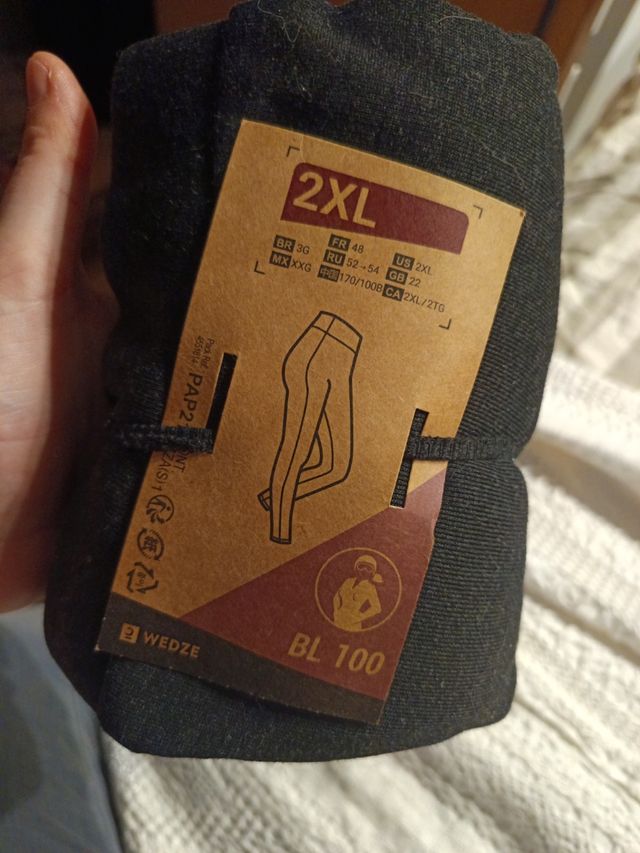 2XL
BR 3G FR 48 US 2XL
MX XXG RU 52→54 GB 22
中国 170/100B CA 2XL/2TG
PAP2
WEDZE
BL 100